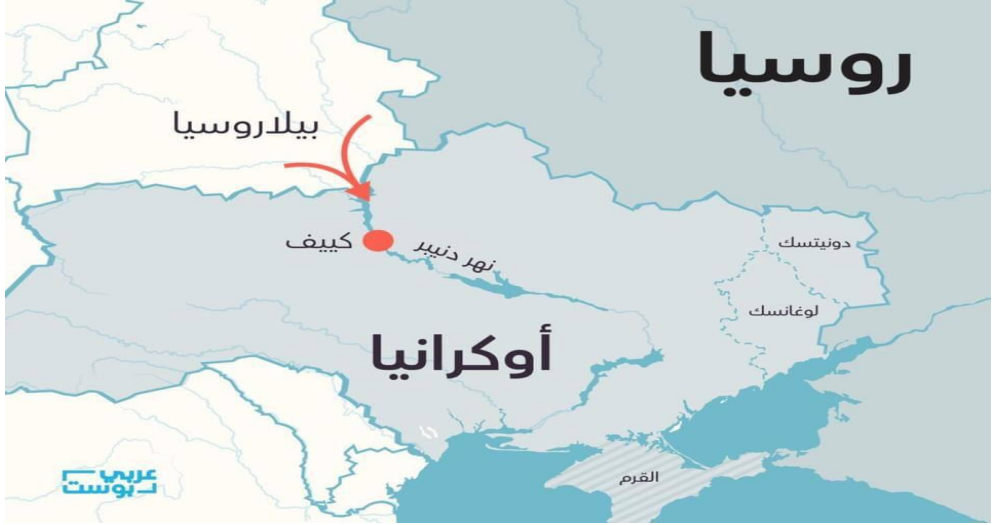 روسيا
بيلاروسيا
كييف
نهر دنيبر
دونيتسك
لوغانسك
أوكرانيا
القرم
عربي
بوست